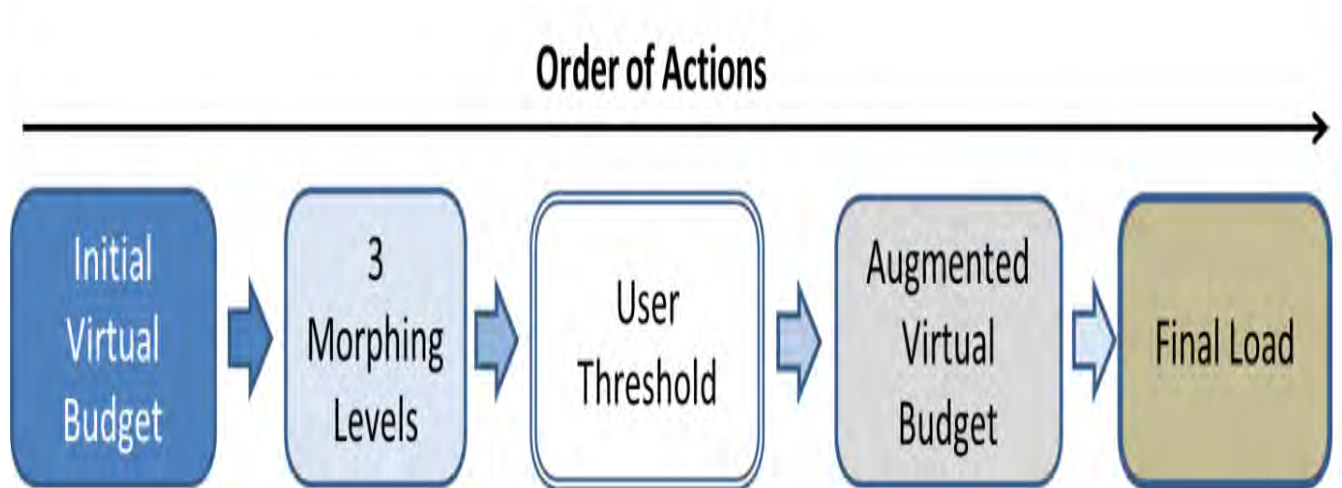 Order of Actions
Initial
Virtual
Budget
3
Morphing
Levels
User
Threshold
Augmented
Virtual
Budget
Final Load